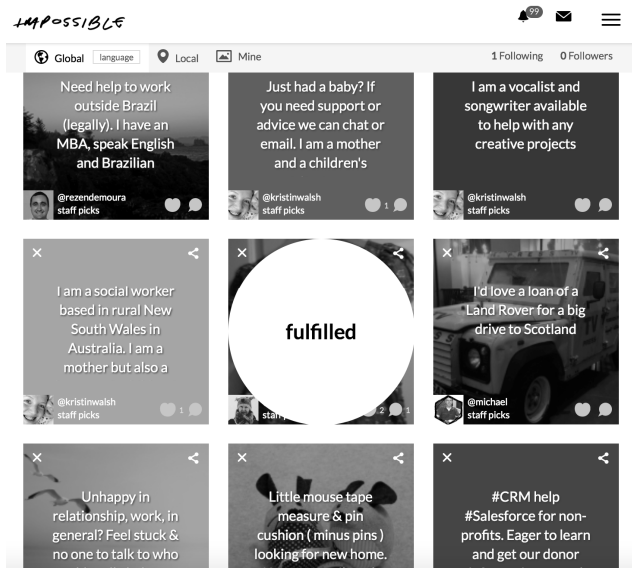 IMPOSSIBLE
99
Global
language
Local
Mine
1 Following
0 Followers
Need help to work
outside Brazil
(legally). I have an
MBA, speak English
and Brazilian
@rezendemoura
staff picks
Just had a baby? If
you need support or
advice we can chat or
email. I am a mother
and a children's
@kristinwalsh
staff picks
1
I am a vocalist and
songwriter available
to help with any
creative projects
@kristinwalsh
staff picks
I am a social worker
based in rural New
South Wales in
Australia. I am a
mother but also a
@kristinwalsh
staff picks
1
fulfilled
2
1
I'd love a loan of a
Land Rover for a big
drive to Scotland
@michael
staff picks
Unhappy in
relationship, work, in
general? Feel stuck &
no one to talk to who
Little mouse tape
measure & pin
cushion ( minus pins )
looking for new home.
#CRM help
#Salesforce for non-
profits. Eager to learn
and get our donor